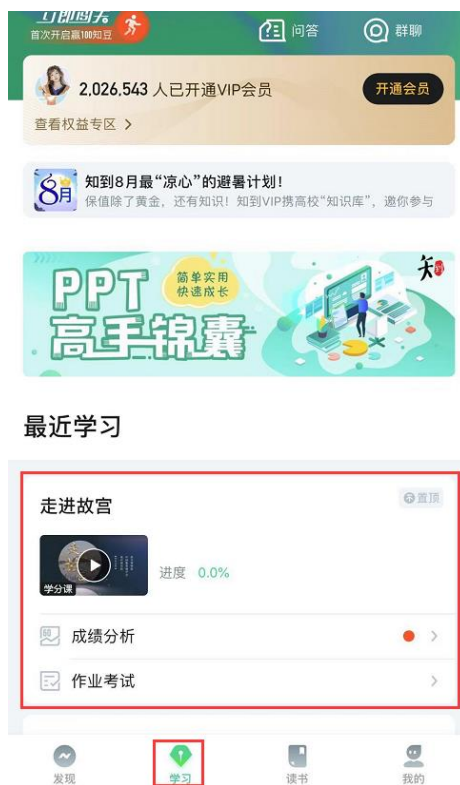 首次开启赢100知豆
问答
群聊
2,026,543 人已开通VIP会员
开通会员
查看权益专区 >
8月
知到8月最“凉心”的避暑计划!
保值除了黄金，还有知识！知到VIP携高校“知识库”，邀你参与
PPT
高手锦囊
简单实用
快速成长
知到
最近学习
走进故宫
置顶
学分课
进度 0.0%
成绩分析
作业考试
发现
学习
读书
我的